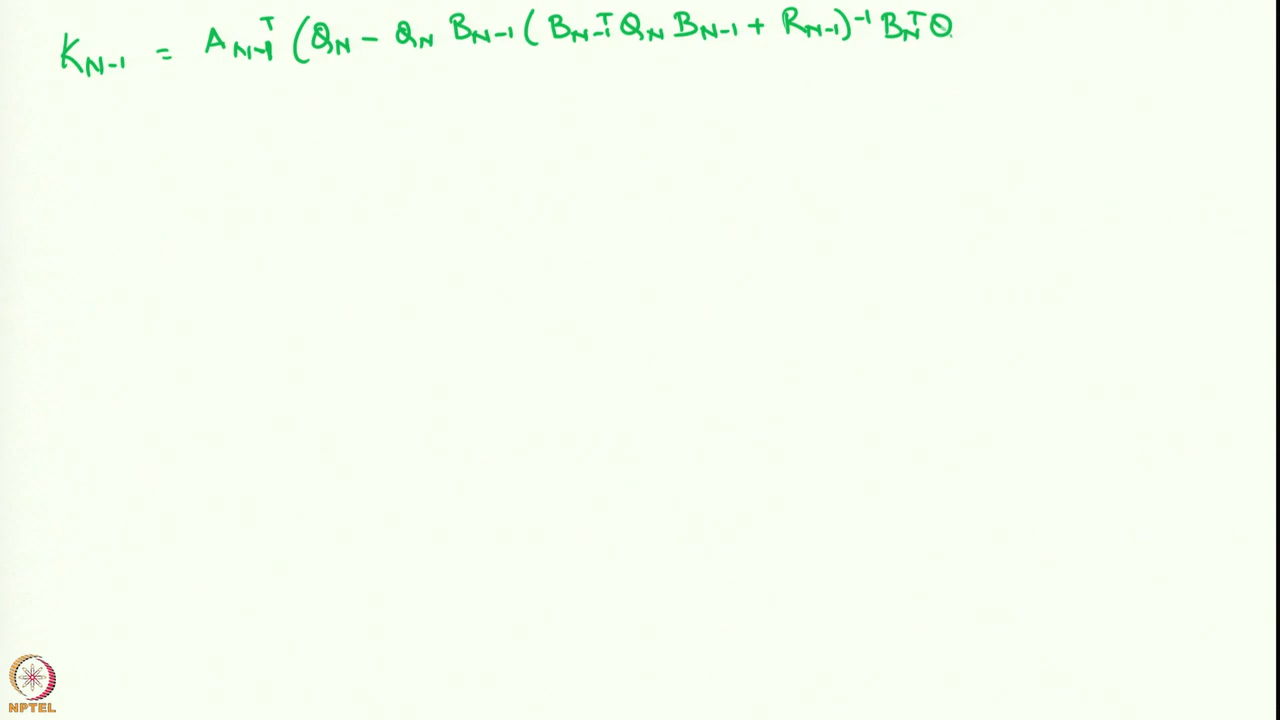 K_{N-1} = A_{N-1}^T (Q_N - Q_N B_{N-1} ( B_{N-1}^T Q_N B_{N-1} + R_{N-1})^{-1} B_N^T Q
NPTEL